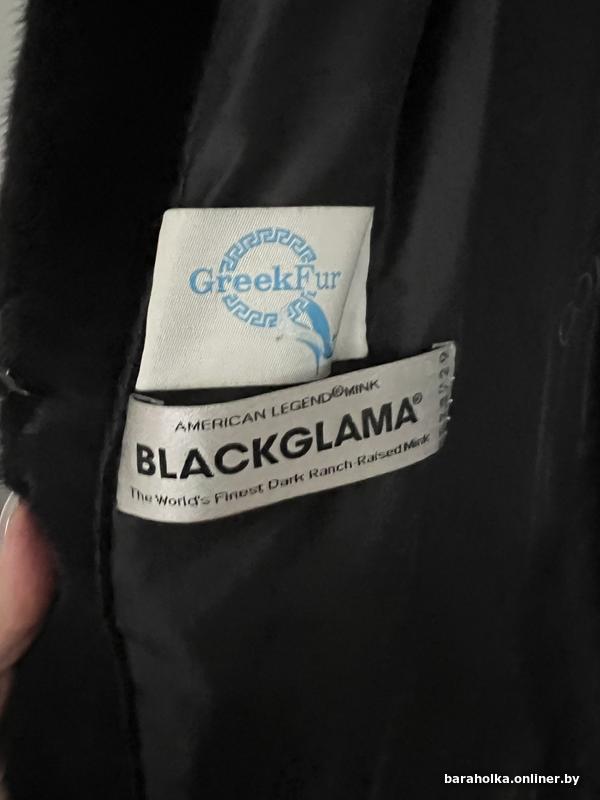 GreekFur
AMERICAN LEGEND® MINK
BLACKGLAMA®
The World's Finest Dark Ranch-Raised Mink
baraholka.onliner.by